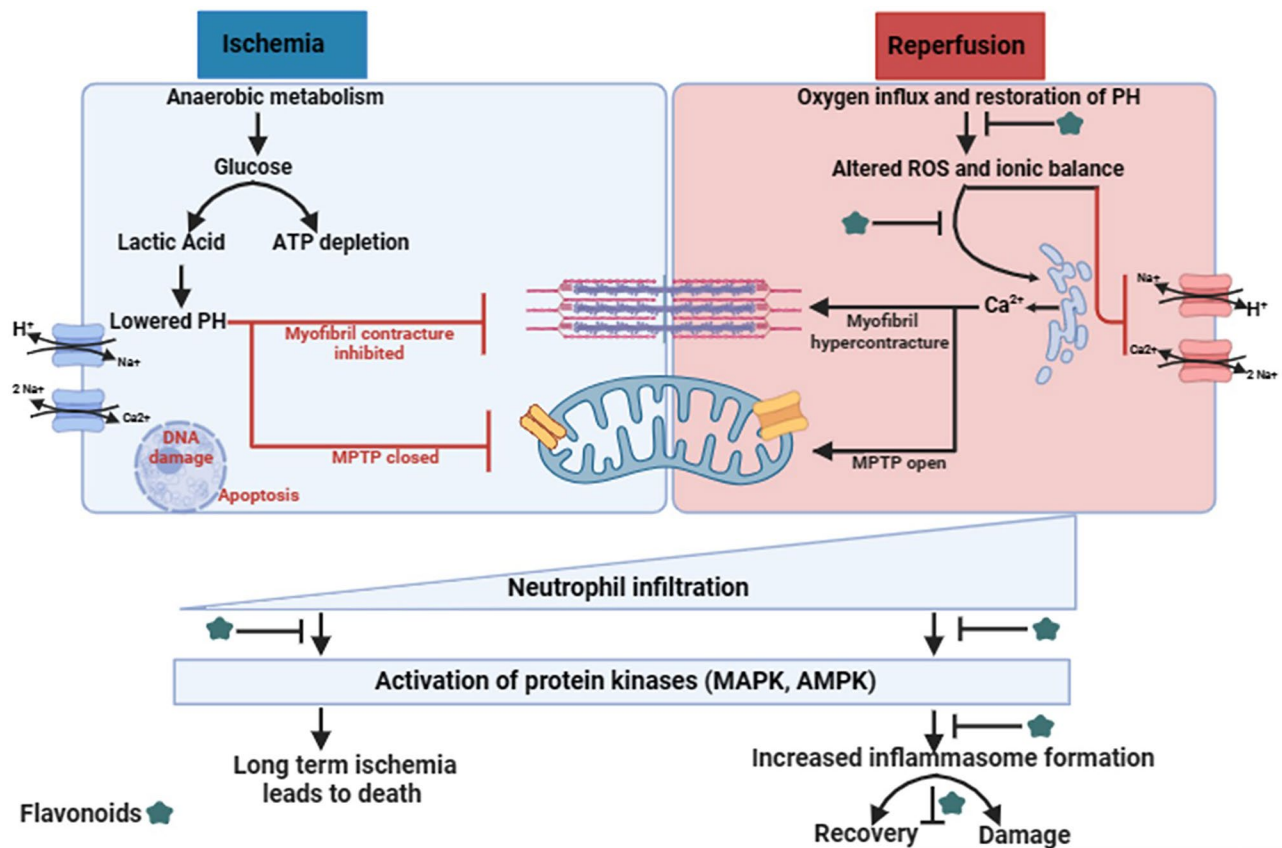 Ischemia
Reperfusion
Anaerobic metabolism
Glucose
Lactic Acid
ATP depletion
Lowered PH
Myofibril contracture
inhibited
MPTP closed
H⁺
Na+
2 Na+
Ca2+
DNA
damage
Apoptosis
Oxygen influx and restoration of PH
Altered ROS and ionic balance
Ca²⁺
Myofibril
hypercontracture
MPTP open
Na+
H⁺
Ca2+
2 Na+
Neutrophil infiltration
Activation of protein kinases (MAPK, AMPK)
Long term ischemia
leads to death
Increased inflammasome formation
Recovery
Damage
Flavonoids